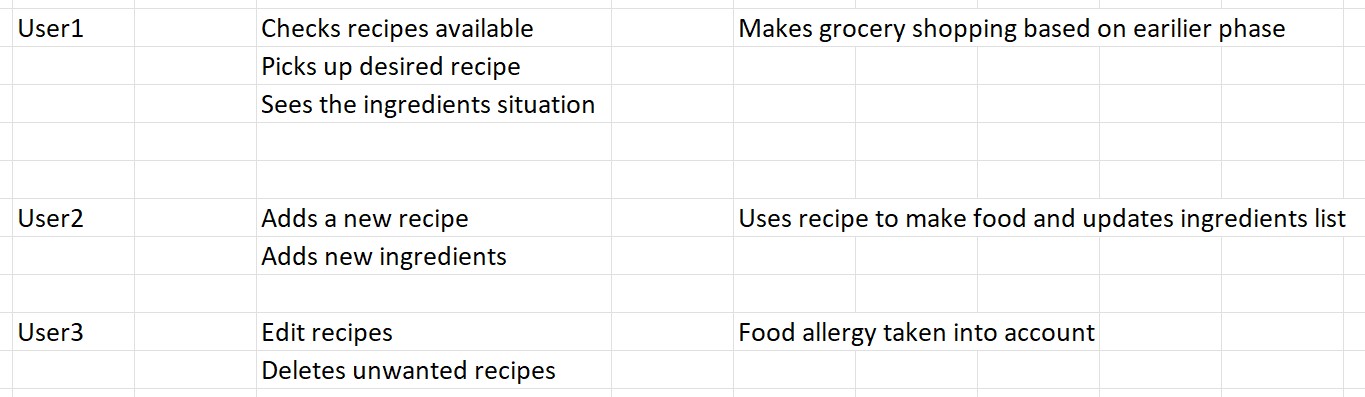 User1 Checks recipes available Makes grocery shopping based on earilier phase
Picks up desired recipe
Sees the ingredients situation
User2 Adds a new recipe Uses recipe to make food and updates ingredients list
Adds new ingredients
User3 Edit recipes Food allergy taken into account
Deletes unwanted recipes